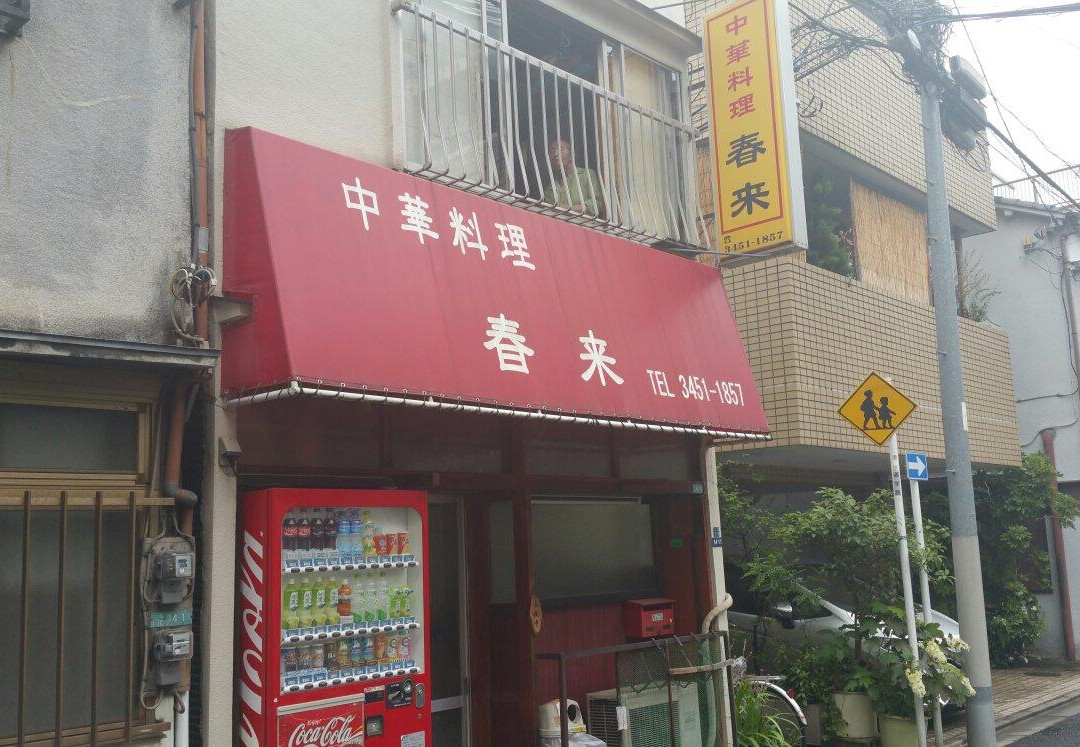 中華料理
春来
TEL 3451-1857
中華料理 春来
☎
3451-1857
ENJOY
Coca-Cola